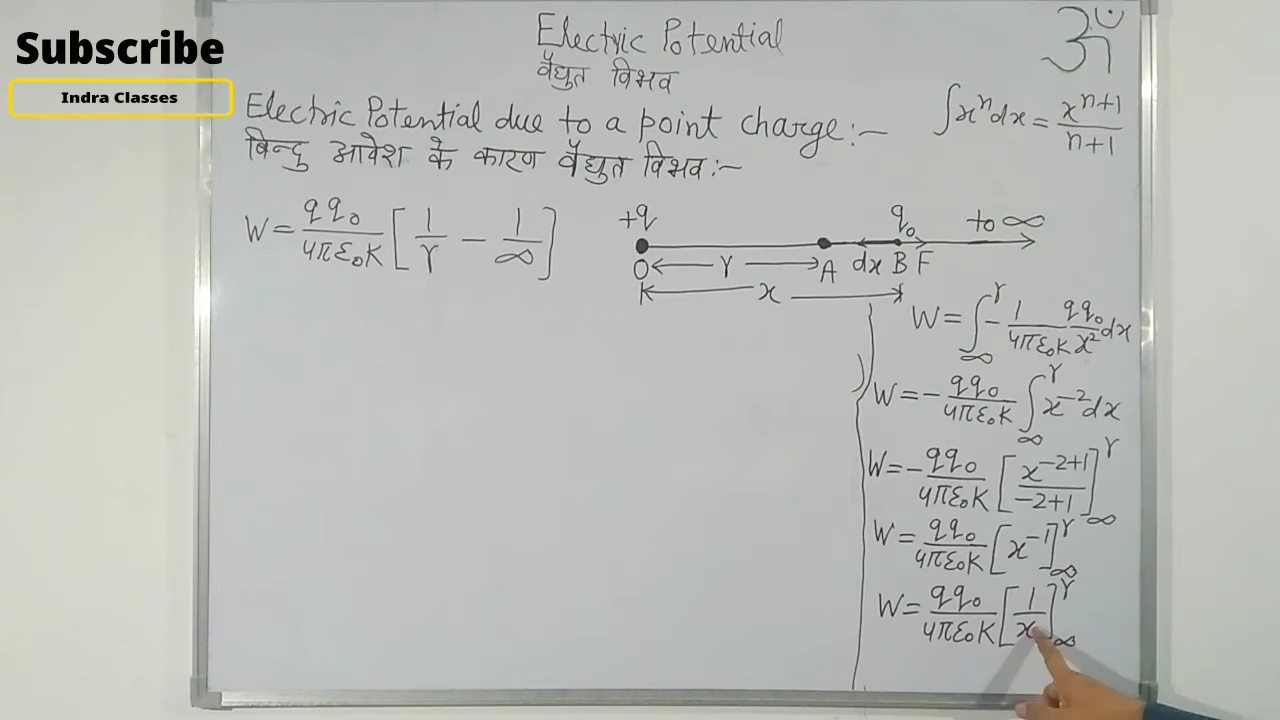 Subscribe
Indra Classes
Electric Potential
वैद्युत विभव
ॐ
Electric Potential due to a point charge:-
बिन्दु आवेश के कारण वैद्युत विभव:-
∫xⁿdx = xⁿ⁺¹/n+1
W = qq₀/4πε₀K [1/r - 1/∞]
+q q₀ to ∞
O r A dx B F
x
W = ∫_∞^r - 1/4πε₀K qq₀/x² dx
W = - qq₀/4πε₀K ∫_∞^r x⁻² dx
W = - qq₀/4πε₀K [x⁻²⁺¹/-2+1]_∞^r
W = qq₀/4πε₀K [x⁻¹]_∞^r
W = qq₀/4πε₀K [1/x]_∞^r